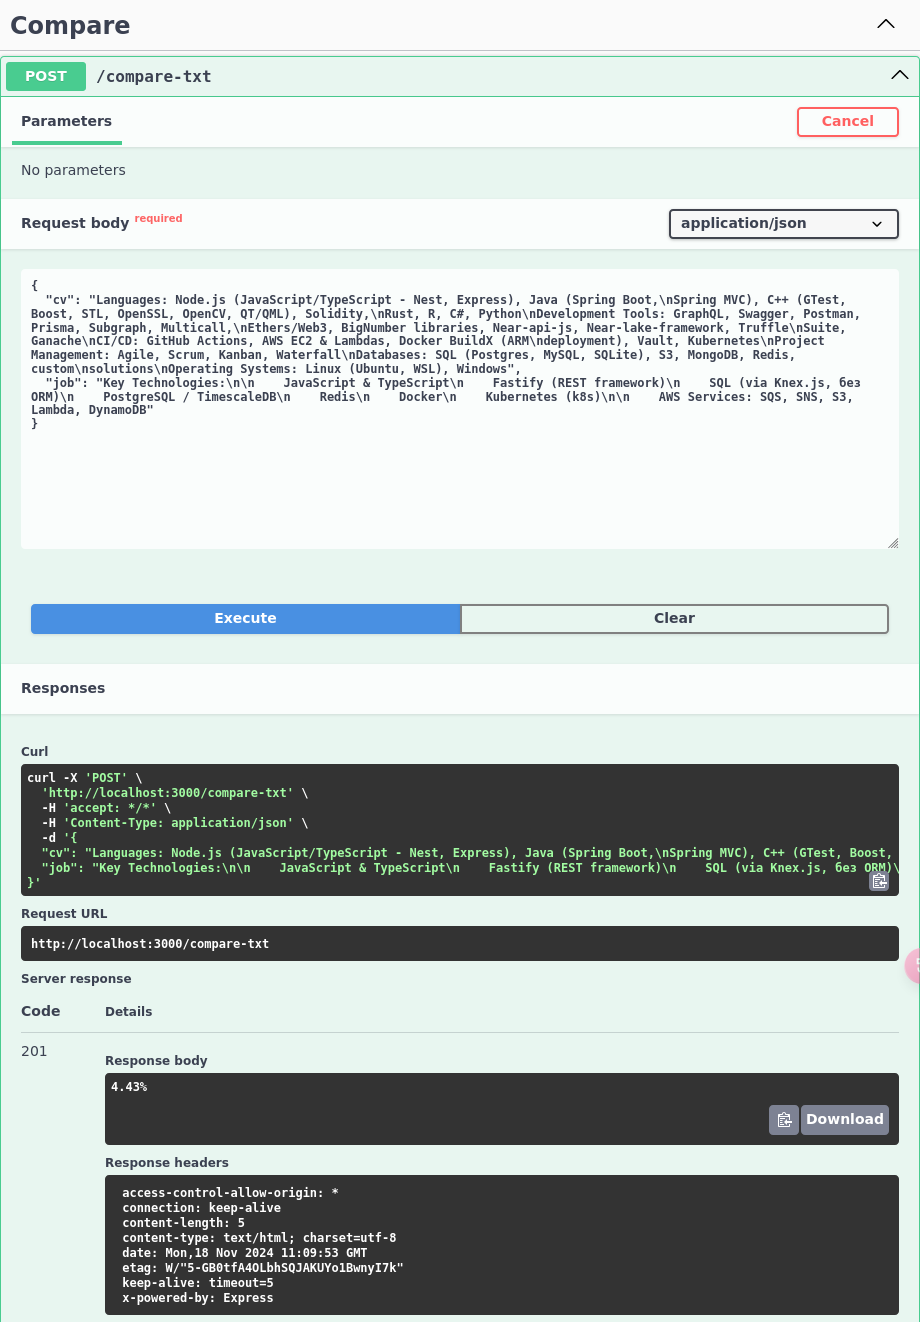 Compare
POST /compare-txt
Parameters
Cancel
No parameters
Request body required
application/json
{
"cv": "Languages: Node.js (JavaScript/TypeScript - Nest, Express), Java (Spring Boot,\nSpring MVC), C++ (GTest,
Boost, STL, OpenSSL, OpenCV, QT/QML), Solidity,\nRust, R, C#, Python\nDevelopment Tools: GraphQL, Swagger, Postman,
Prisma, Subgraph, Multicall,\nEthers/Web3, BigNumber libraries, Near-api-js, Near-lake-framework, Truffle\nSuite,
Ganache\nCI/CD: GitHub Actions, AWS EC2 & Lambdas, Docker BuildX (ARM\ndeployment), Vault, Kubernetes\nProject
Management: Agile, Scrum, Kanban, Waterfall\nDatabases: SQL (Postgres, MySQL, SQLite), S3, MongoDB, Redis,
custom\nsolutions\nOperating Systems: Linux (Ubuntu, WSL), Windows",
"job": "Key Technologies:\n\n    JavaScript & TypeScript\n    Fastify (REST framework)\n    SQL (via Knex.js, без
ORM)\n    PostgreSQL / TimescaleDB\n    Redis\n    Docker\n    Kubernetes (k8s)\n\n    AWS Services: SQS, SNS, S3,
Lambda, DynamoDB"
}
Execute
Clear
Responses
Curl
curl -X 'POST' \
'http://localhost:3000/compare-txt' \
-H 'accept: */*' \
-H 'Content-Type: application/json' \
-d '{
"cv": "Languages: Node.js (JavaScript/TypeScript - Nest, Express), Java (Spring Boot,\nSpring MVC), C++ (GTest, Boost,
"job": "Key Technologies:\n\n    JavaScript & TypeScript\n    Fastify (REST framework)\n    SQL (via Knex.js, без ORM)\
}'
Request URL
http://localhost:3000/compare-txt
Server response
Code
Details
201
Response body
4.43%
Download
Response headers
access-control-allow-origin: *
connection: keep-alive
content-length: 5
content-type: text/html; charset=utf-8
date: Mon,18 Nov 2024 11:09:53 GMT
etag: W/"5-GB0tfA4OLbhSQJAKUYo1BwnyI7k"
keep-alive: timeout=5
x-powered-by: Express